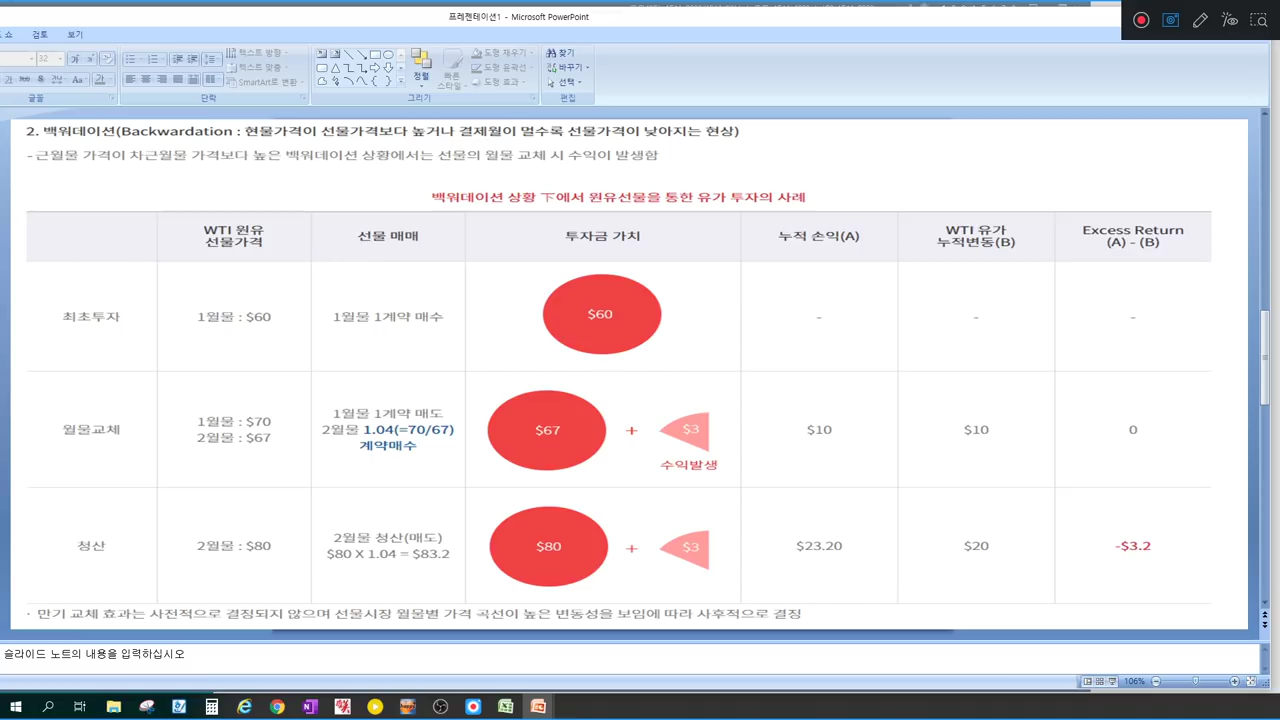 프레젠테이션1 - Microsoft PowerPoint
쇼 검토 보기
32
텍스트 방향
텍스트 맞춤
SmartArt로 변환
정렬
빠른
스타일
도형 채우기
도형 윤곽선
도형 효과
찾기
바꾸기
선택
글꼴 단락 그리기 편집
2. 백워데이션(Backwardation : 현물가격이 선물가격보다 높거나 결제월이 멀수록 선물가격이 낮아지는 현상)
- 근월물 가격이 차근월물 가격보다 높은 백워데이션 상황에서는 선물의 월물 교체 시 수익이 발생함
백워데이션 상황 下에서 원유선물을 통한 유가 투자의 사례
WTI 원유
선물가격
선물 매매
투자금 가치
누적 손익(A)
WTI 유가
누적변동(B)
Excess Return
(A) - (B)
최초투자
1월물 : $60
1월물 1계약 매수
$60
-
-
-
월물교체
1월물 : $70
2월물 : $67
1월물 1계약 매도
2월물 1.04(=70/67)
계약매수
$67
+
$3
수익발생
$10
$10
0
청산
2월물 : $80
2월물 청산(매도)
$80 X 1.04 = $83.2
$80
+
$3
$23.20
$20
-$3.2
· 만기 교체 효과는 사전적으로 결정되지 않으며 선물시장 월물별 가격 곡선이 높은 변동성을 보임에 따라 사후적으로 결정
슬라이드 노트의 내용을 입력하십시오
106%